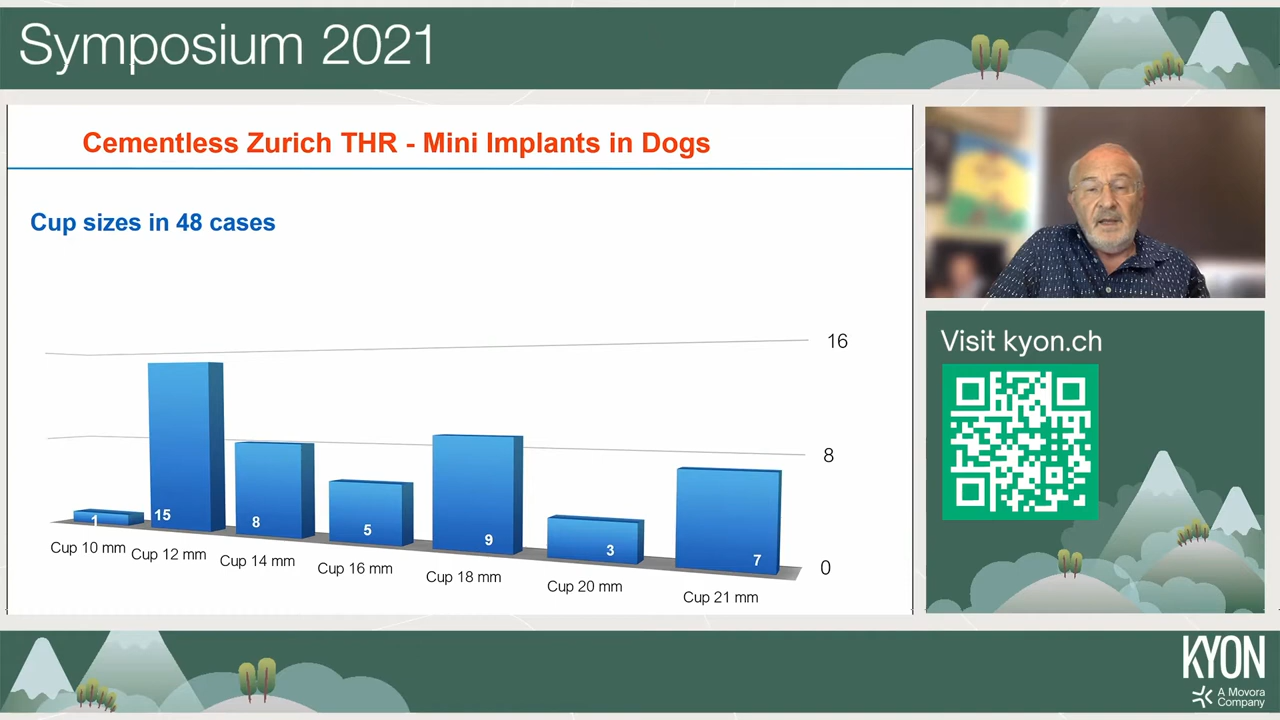 Symposium 2021
Cementless Zurich THR - Mini Implants in Dogs
Cup sizes in 48 cases
16
8
0
1
15
8
5
9
3
7
Cup 10 mm
Cup 12 mm
Cup 14 mm
Cup 16 mm
Cup 18 mm
Cup 20 mm
Cup 21 mm
Visit kyon.ch
KYON
A Movora
Company